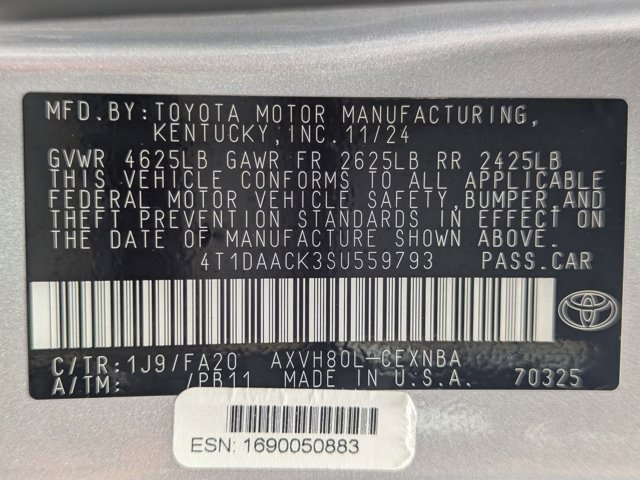 MFD.BY:TOYOTA MOTOR MANUFACTURING,
KENTUCKY,INC. 11/24
GVWR 4625LB GAWR FR 2625LB RR 2425LB
THIS VEHICLE CONFORMS TO ALL APPLICABLE
FEDERAL MOTOR VEHICLE SAFETY,BUMPER,AND
THEFT PREVENTION STANDARDS IN EFFECT ON
THE DATE OF MANUFACTURE SHOWN ABOVE.
4T1DAACK3SU559793 PASS.CAR
C/TR:1J9/FA20 AXVH80L-CEXNBA
A/TM: /PB11 MADE IN U.S.A. 70325
ESN: 1690050883